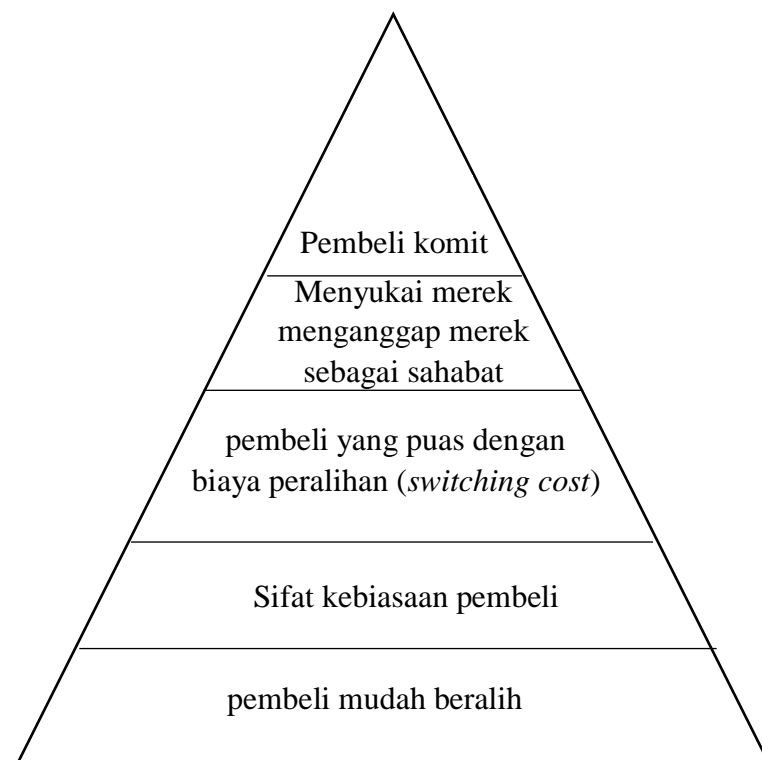 Pembeli komit
Menyukai merek
menganggap merek
sebagai sahabat
pembeli yang puas dengan
biaya peralihan (switching cost)
Sifat kebiasaan pembeli
pembeli mudah beralih